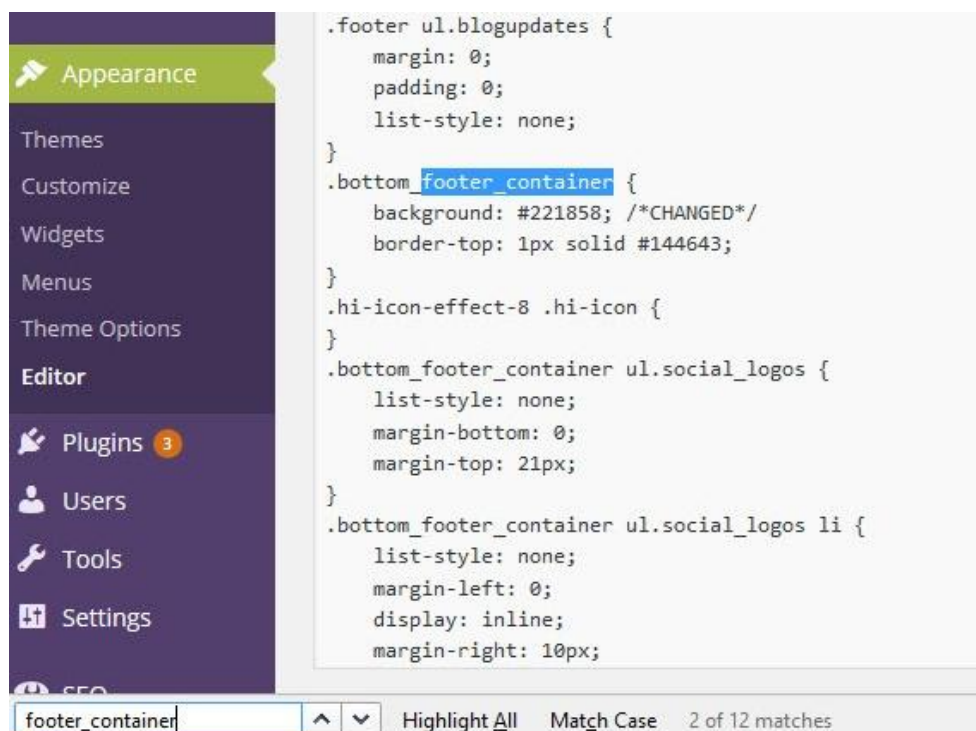 Appearance
Themes
Customize
Widgets
Menus
Theme Options
Editor
Plugins 3
Users
Tools
Settings
SEO
.footer ul.blogupdates {
margin: 0;
padding: 0;
list-style: none;
}
.bottom_footer_container {
background: #221858; /*CHANGED*/
border-top: 1px solid #144643;
}
.hi-icon-effect-8 .hi-icon {
}
.bottom_footer_container ul.social_logos {
list-style: none;
margin-bottom: 0;
margin-top: 21px;
}
.bottom_footer_container ul.social_logos li {
list-style: none;
margin-left: 0;
display: inline;
margin-right: 10px;
footer_container Highlight All Match Case 2 of 12 matches